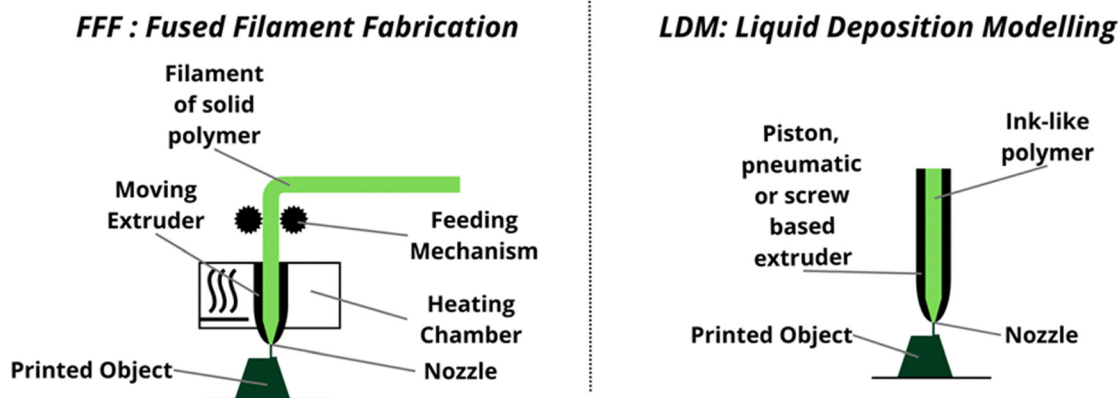 FFF : Fused Filament Fabrication
Filament
of solid
polymer
Moving
Extruder
Feeding
Mechanism
Heating
Chamber
Printed Object
Nozzle
LDM: Liquid Deposition Modelling
Piston,
pneumatic
or screw
based
extruder
Ink-like
polymer
Printed Object
Nozzle